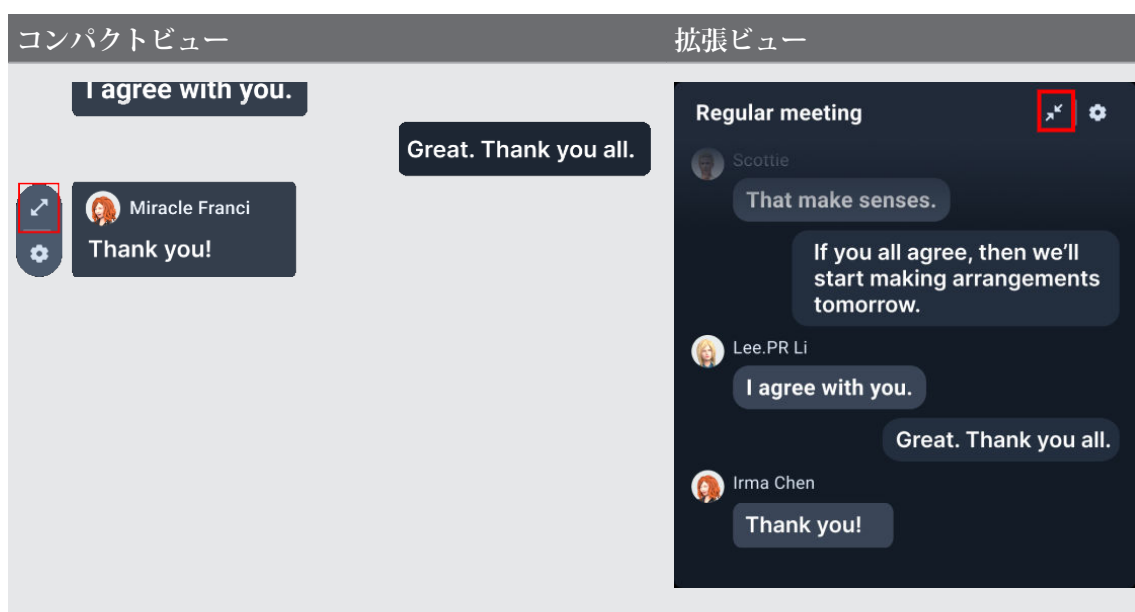 コンパクトビュー
拡張ビュー
I agree with you.
Great. Thank you all.
Miracle Franci
Thank you!
Regular meeting
Scottie
That make senses.
If you all agree, then we’ll
start making arrangements
tomorrow.
Lee.PR Li
I agree with you.
Great. Thank you all.
Irma Chen
Thank you!